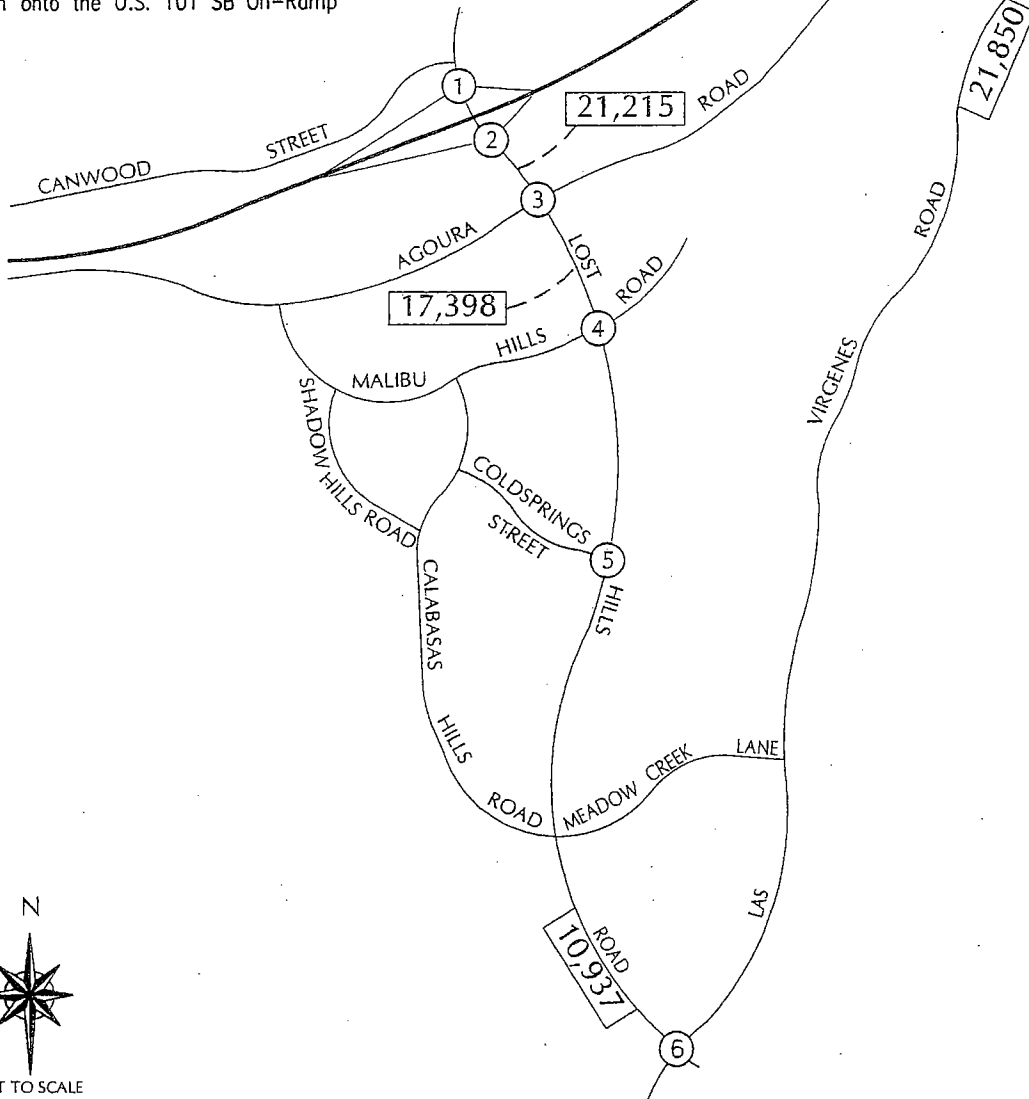 onto the U.S. 101 SB On-Ramp
21,850
1
21,215
ROAD
2
STREET
CANWOOD
3
ROAD
AGOURA
LOST
ROAD
17,398
4
HILLS
MALIBU
VIRGENES
SHADOW HILLS ROAD
COLDSPRINGS
STREET
5
HILLS
CALABASAS
HILLS
LANE
CREEK
MEADOW
ROAD
LAS
N
ROAD
10,937
6
TO SCALE